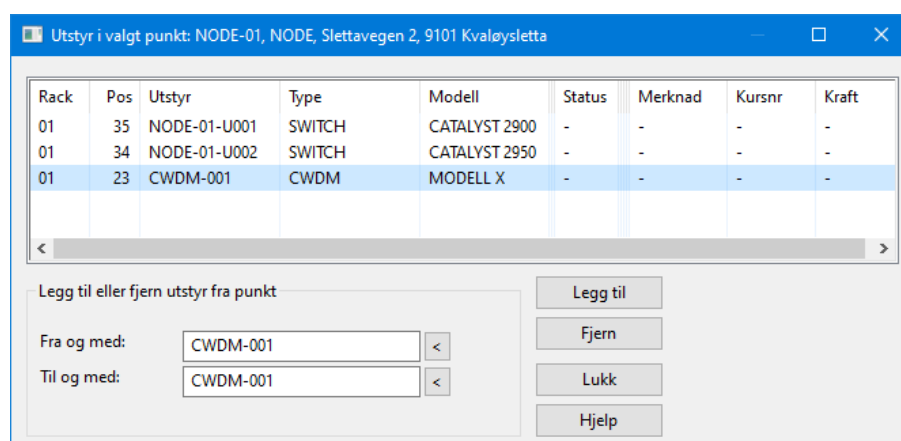 Utstyr i valgt punkt: NODE-01, NODE, Slettavegen 2, 9101 Kvaløysletta
Rack Pos Utstyr Type Modell Status Merknad Kursnr Kraft
01 35 NODE-01-U001 SWITCH CATALYST 2900 - - - -
01 34 NODE-01-U002 SWITCH CATALYST 2950 - - - -
01 23 CWDM-001 CWDM MODELL X - - - -
Legg til eller fjern utstyr fra punkt
Fra og med: CWDM-001 <
Til og med: CWDM-001 <
Legg til
Fjern
Lukk
Hjelp